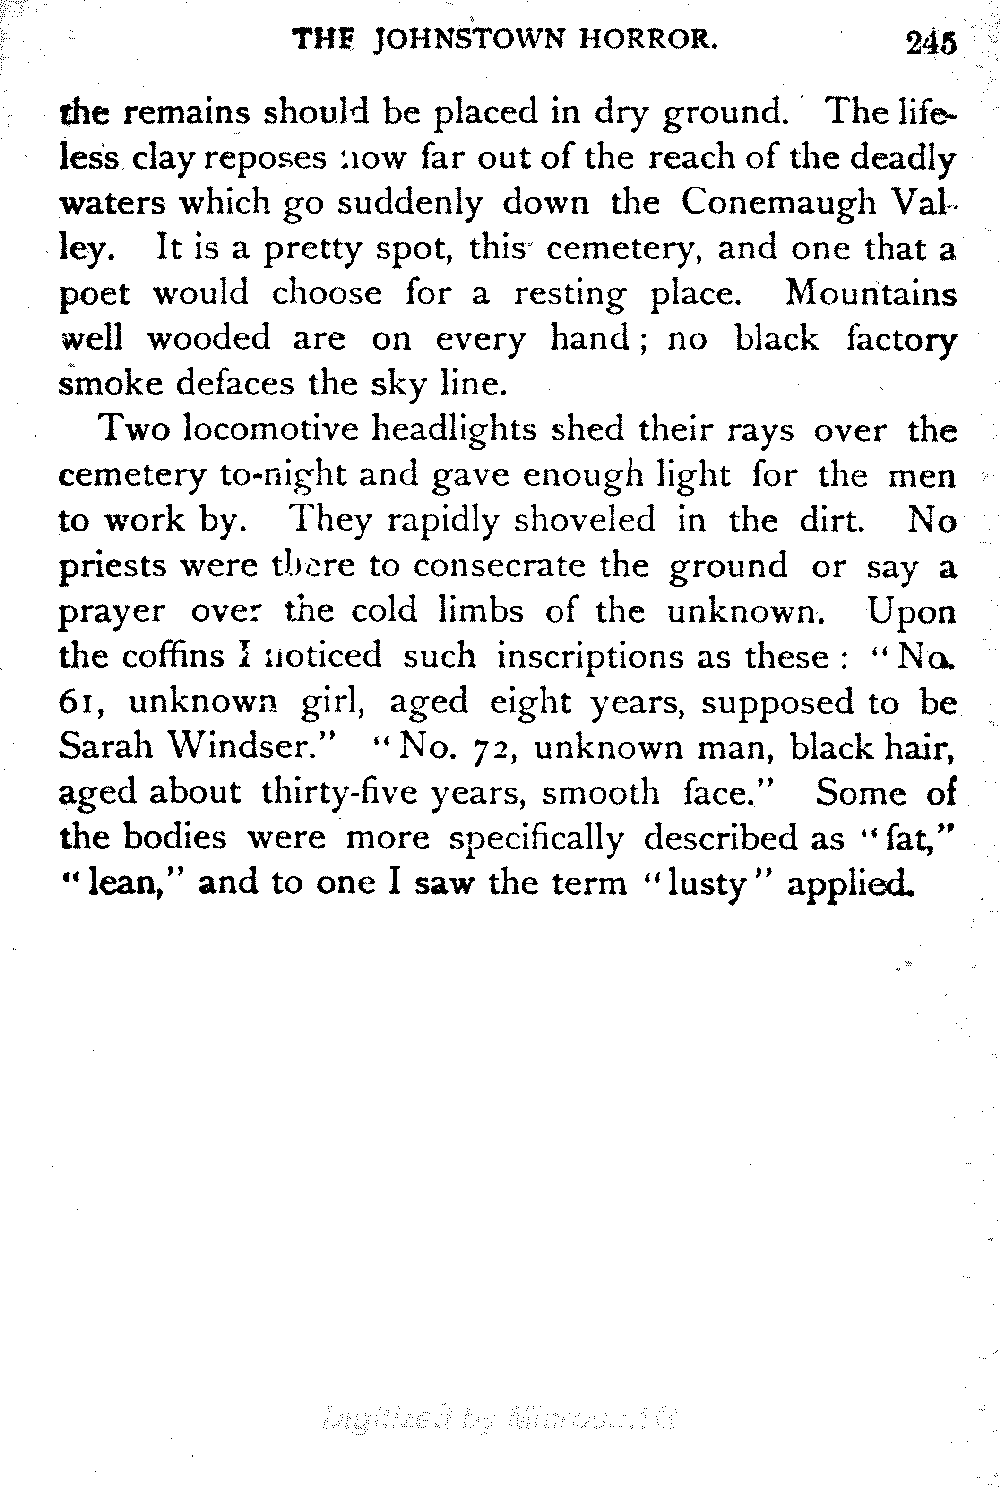 THE JOHNSTOWN HORROR. 245
the remains should be placed in dry ground. The life-
less clay reposes now far out of the reach of the deadly
waters which go suddenly down the Conemaugh Val-
ley. It is a pretty spot, this cemetery, and one that a
poet would choose for a resting place. Mountains
well wooded are on every hand; no black factory
smoke defaces the sky line.
Two locomotive headlights shed their rays over the
cemetery to-night and gave enough light for the men
to work by. They rapidly shoveled in the dirt. No
priests were there to consecrate the ground or say a
prayer over the cold limbs of the unknown. Upon
the coffins I noticed such inscriptions as these: "No.
61, unknown girl, aged eight years, supposed to be
Sarah Windser." "No. 72, unknown man, black hair,
aged about thirty-five years, smooth face." Some of
the bodies were more specifically described as "fat,"
"lean," and to one I saw the term "lusty" applied.
Digitized by Microsoft®